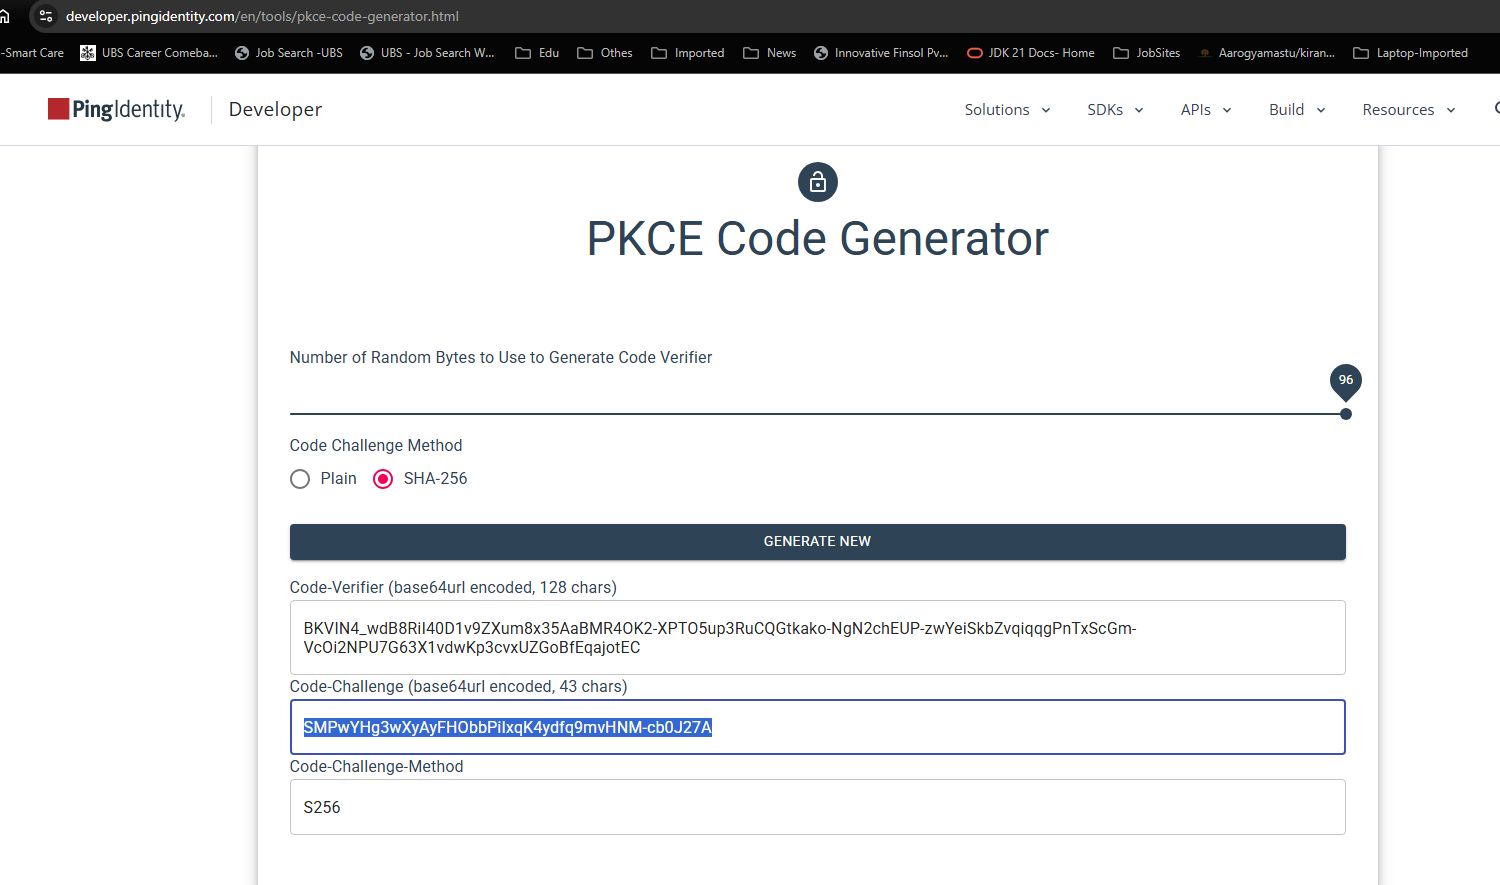 developer.pingidentity.com/en/tools/pkce-code-generator.html
-Smart Care UBS Career Comeba... Job Search -UBS UBS - Job Search W... Edu Othes Imported News Innovative Finsol Pv... JDK 21 Docs- Home JobSites Aarogyamastu/kiran... Laptop-Imported
PingIdentity. Developer Solutions SDKs APIs Build Resources
PKCE Code Generator
Number of Random Bytes to Use to Generate Code Verifier
96
Code Challenge Method
Plain SHA-256
GENERATE NEW
Code-Verifier (base64url encoded, 128 chars)
BKVIN4_wdB8RiI40D1v9ZXum8x35AaBMR4OK2-XPTO5up3RuCQGtkako-NgN2chEUP-zwYeiSkbZvqiqqgPnTxScGm-
VcOi2NPU7G63X1vdwKp3cvxUZGoBfEqajotEC
Code-Challenge (base64url encoded, 43 chars)
SMPwYHg3wXyAyFHObbPiIxqK4ydfq9mvHNM-cb0J27A
Code-Challenge-Method
S256